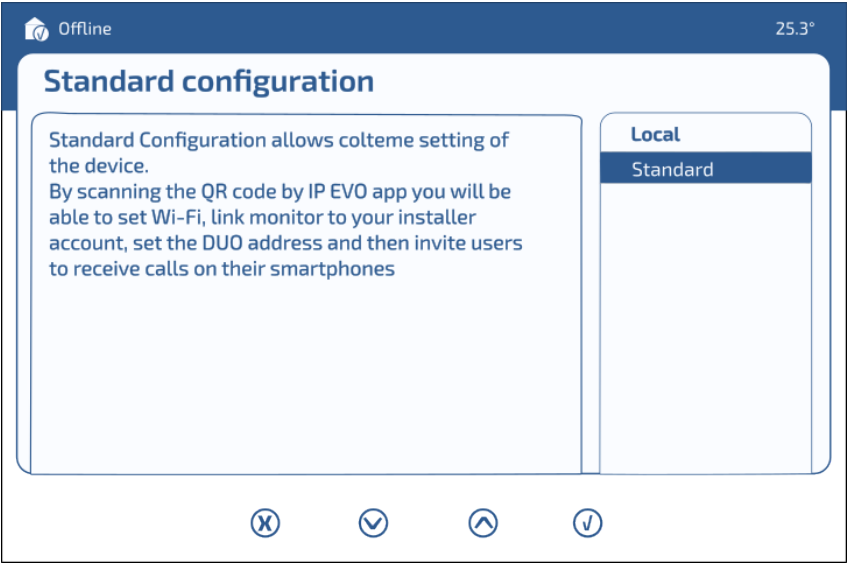 Offline
25.3°
Standard configuration
Standard Configuration allows colteme setting of
the device.
By scanning the QR code by IP EVO app you will be
able to set Wi-Fi, link monitor to your installer
account, set the DUO address and then invite users
to receive calls on their smartphones
Local
Standard
X